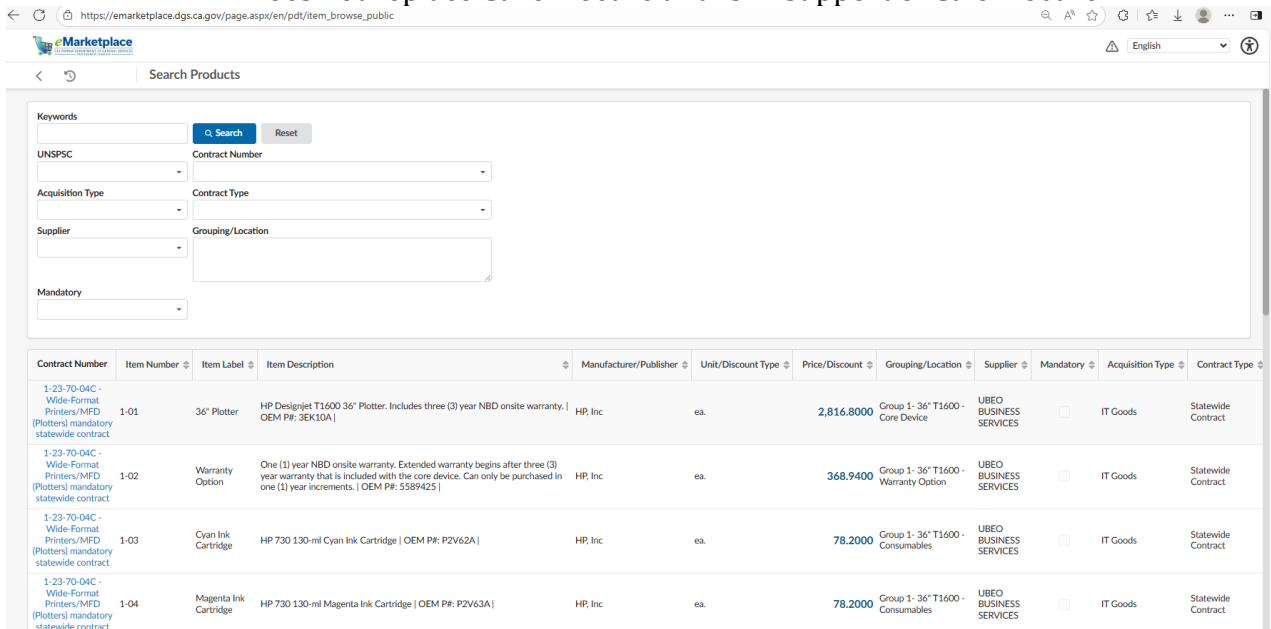 https://emarketplace.dgs.ca.gov/page.aspx/en/pdt/item_browse_public
eMarketplace
English
Search Products
Keywords
Search Reset
UNSPSC Contract Number
Acquisition Type Contract Type
Supplier Grouping/Location
Mandatory
Contract Number Item Number Item Label Item Description Manufacturer/Publisher Unit/Discount Type Price/Discount Grouping/Location Supplier Mandatory Acquisition Type Contract Type
1-23-70-04C -
Wide-Format
Printers/MFD
(Plotters) mandatory
statewide contract
1-01
36" Plotter
HP Designjet T1600 36" Plotter. Includes three (3) year NBD onsite warranty. |
OEM P#: 3EK10A |
HP, Inc
ea.
2,816.8000
Group 1- 36" T1600 -
Core Device
UBEO
BUSINESS
SERVICES
IT Goods
Statewide
Contract
1-23-70-04C -
Wide-Format
Printers/MFD
(Plotters) mandatory
statewide contract
1-02
Warranty
Option
One (1) year NBD onsite warranty. Extended warranty begins after three (3)
year warranty that is included with the core device. Can only be purchased in
one (1) year increments. | OEM P#: 5589425 |
HP, Inc
ea.
368.9400
Group 1- 36" T1600 -
Warranty Option
UBEO
BUSINESS
SERVICES
IT Goods
Statewide
Contract
1-23-70-04C -
Wide-Format
Printers/MFD
(Plotters) mandatory
statewide contract
1-03
Cyan Ink
Cartridge
HP 730 130-ml Cyan Ink Cartridge | OEM P#: P2V62A |
HP, Inc
ea.
78.2000
Group 1- 36" T1600 -
Consumables
UBEO
BUSINESS
SERVICES
IT Goods
Statewide
Contract
1-23-70-04C -
Wide-Format
Printers/MFD
(Plotters) mandatory
statewide contract
1-04
Magenta Ink
Cartridge
HP 730 130-ml Magenta Ink Cartridge | OEM P#: P2V63A |
HP, Inc
ea.
78.2000
Group 1- 36" T1600 -
Consumables
UBEO
BUSINESS
SERVICES
IT Goods
Statewide
Contract